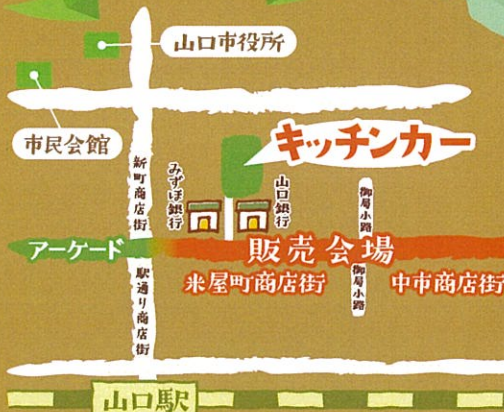 山口市役所
市民会館
キッチンカー
新町商店街
みずほ銀行
山口銀行
御局小路
アーケード
販売会場
米屋町商店街
御局小路
中市商店街
駅通り商店街
山口駅